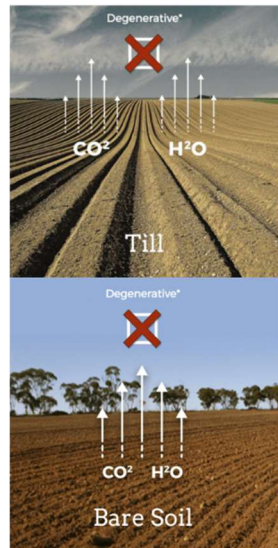 Degenerative*
CO² H²O
Till
Degenerative*
CO² H²O
Bare Soil